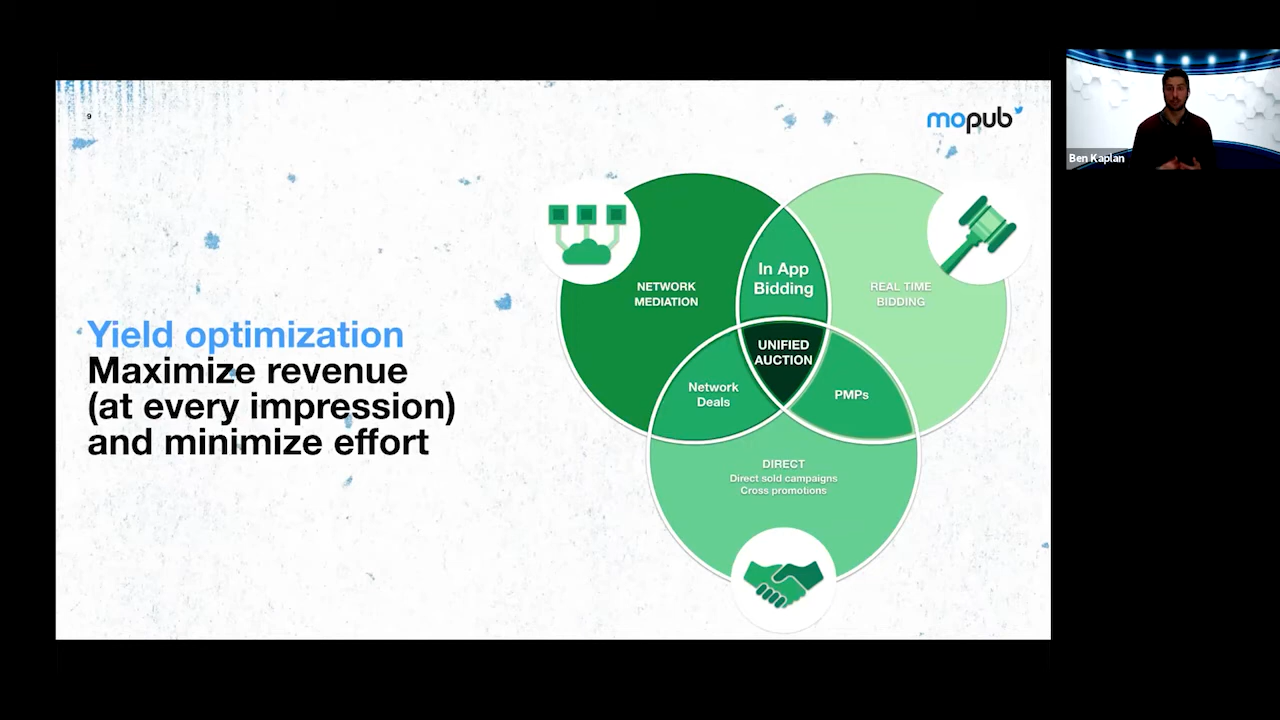 9
mopub
Yield optimization
Maximize revenue
(at every impression)
and minimize effort
NETWORK
MEDIATION
In App
Bidding
REAL TIME
BIDDING
UNIFIED
AUCTION
Network
Deals
PMPs
DIRECT
Direct sold campaigns
Cross promotions
Ben Kaplan